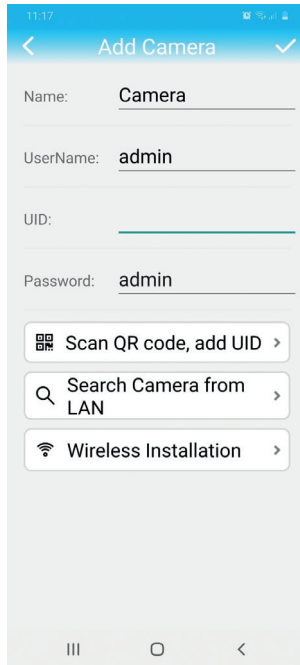 11:17
Add Camera
Name: Camera
UserName: admin
UID:
Password: admin
Scan QR code, add UID
Search Camera from
LAN
Wireless Installation